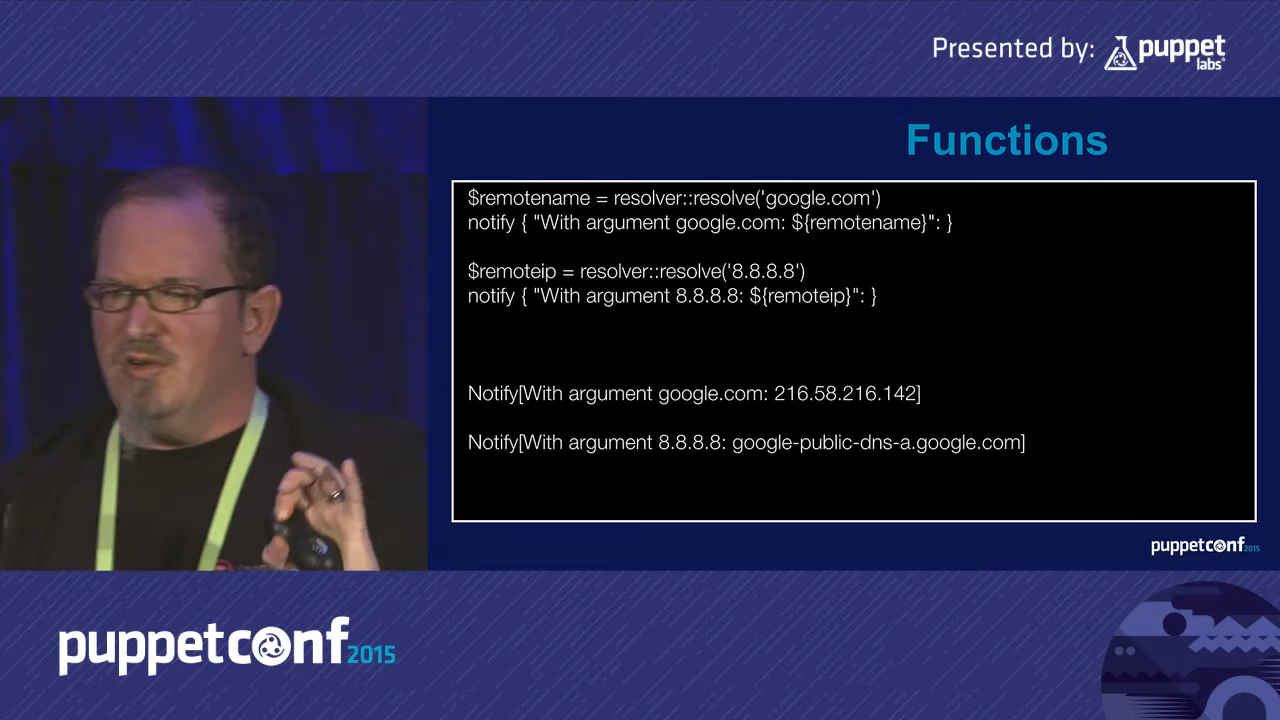 Presented by: puppet labs
Functions
$remotename = resolver::resolve('google.com')
notify { "With argument google.com: ${remotename}": }
$remoteip = resolver::resolve('8.8.8.8')
notify { "With argument 8.8.8.8: ${remoteip}": }
Notify[With argument google.com: 216.58.216.142]
Notify[With argument 8.8.8.8: google-public-dns-a.google.com]
puppetconf 2015
puppetconf 2015